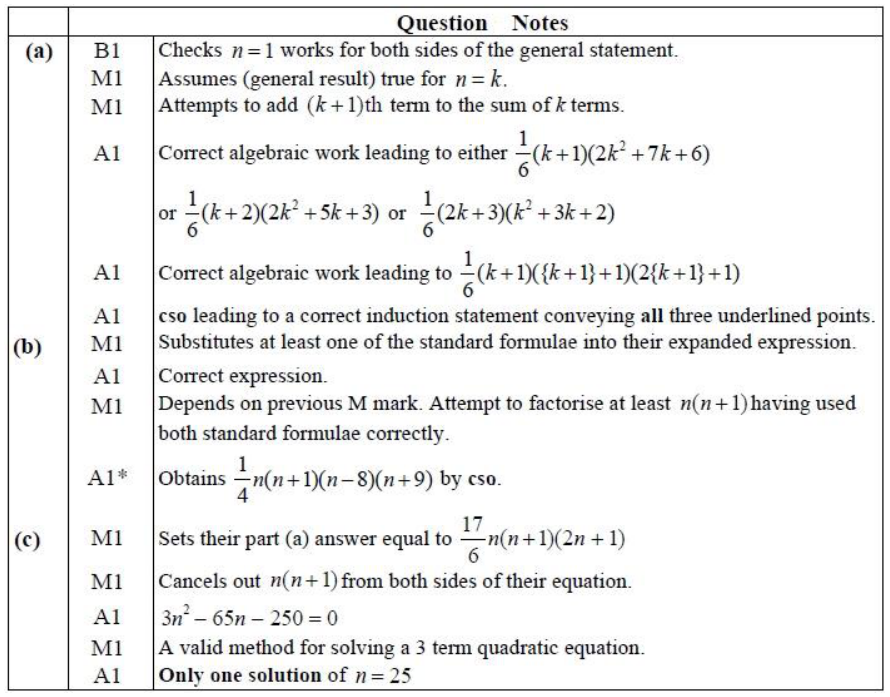 Question Notes
(a) B1 Checks n = 1 works for both sides of the general statement.
M1 Assumes (general result) true for n = k.
M1 Attempts to add (k + 1)th term to the sum of k terms.
A1 Correct algebraic work leading to either 1/6 (k + 1)(2k² + 7k + 6)
or 1/6 (k + 2)(2k² + 5k + 3) or 1/6 (2k + 3)(k² + 3k + 2)
A1 Correct algebraic work leading to 1/6 (k + 1)({k + 1} + 1)(2{k + 1} + 1)
A1 cso leading to a correct induction statement conveying all three underlined points.
(b) M1 Substitutes at least one of the standard formulae into their expanded expression.
A1 Correct expression.
M1 Depends on previous M mark. Attempt to factorise at least n(n + 1) having used
both standard formulae correctly.
A1* Obtains 1/4 n(n + 1)(n − 8)(n + 9) by cso.
(c) M1 Sets their part (a) answer equal to 17/6 n(n + 1)(2n + 1)
M1 Cancels out n(n + 1) from both sides of their equation.
A1 3n² − 65n − 250 = 0
M1 A valid method for solving a 3 term quadratic equation.
A1 Only one solution of n = 25